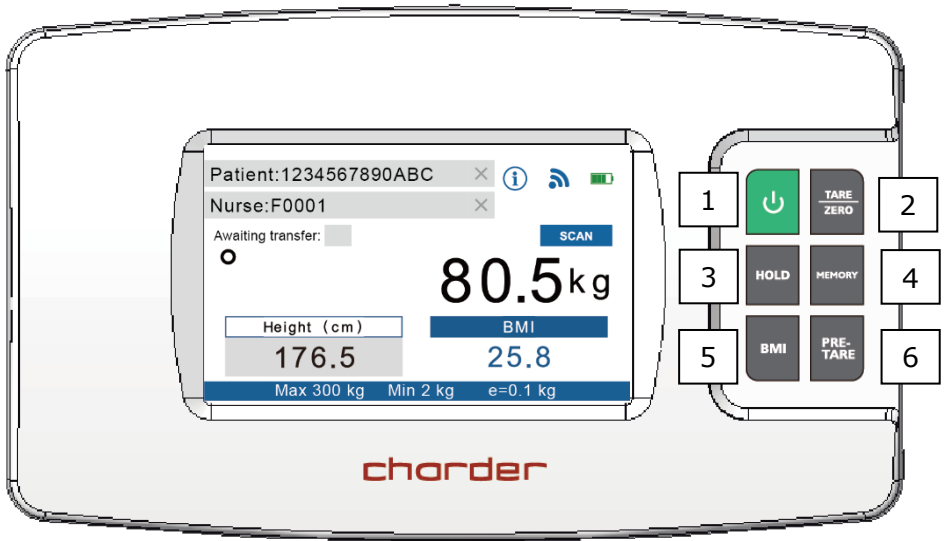 Patient:1234567890ABC ×
Nurse:F0001 ×
Awaiting transfer:
SCAN
80.5kg
Height (cm)
BMI
176.5
25.8
Max 300 kg Min 2 kg e=0.1 kg
charder
1
TARE
ZERO
2
3
HOLD
MEMORY
4
5
BMI
PRE-
TARE
6